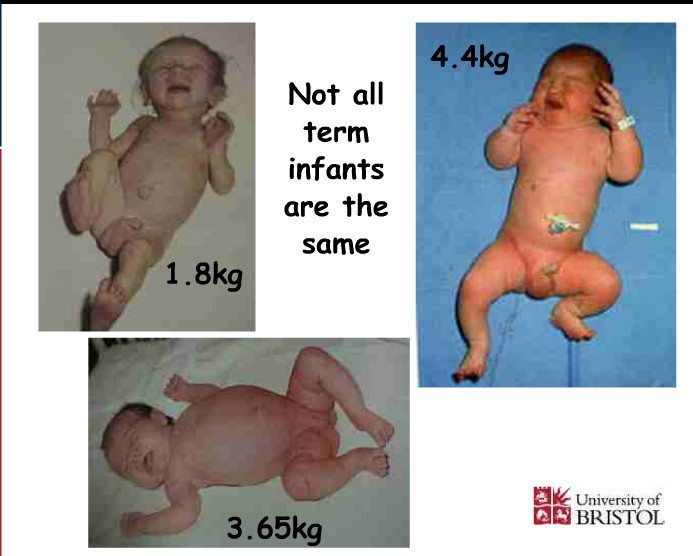 4.4kg
Not all
term
infants
are the
same
1.8kg
3.65kg
University of
BRISTOL